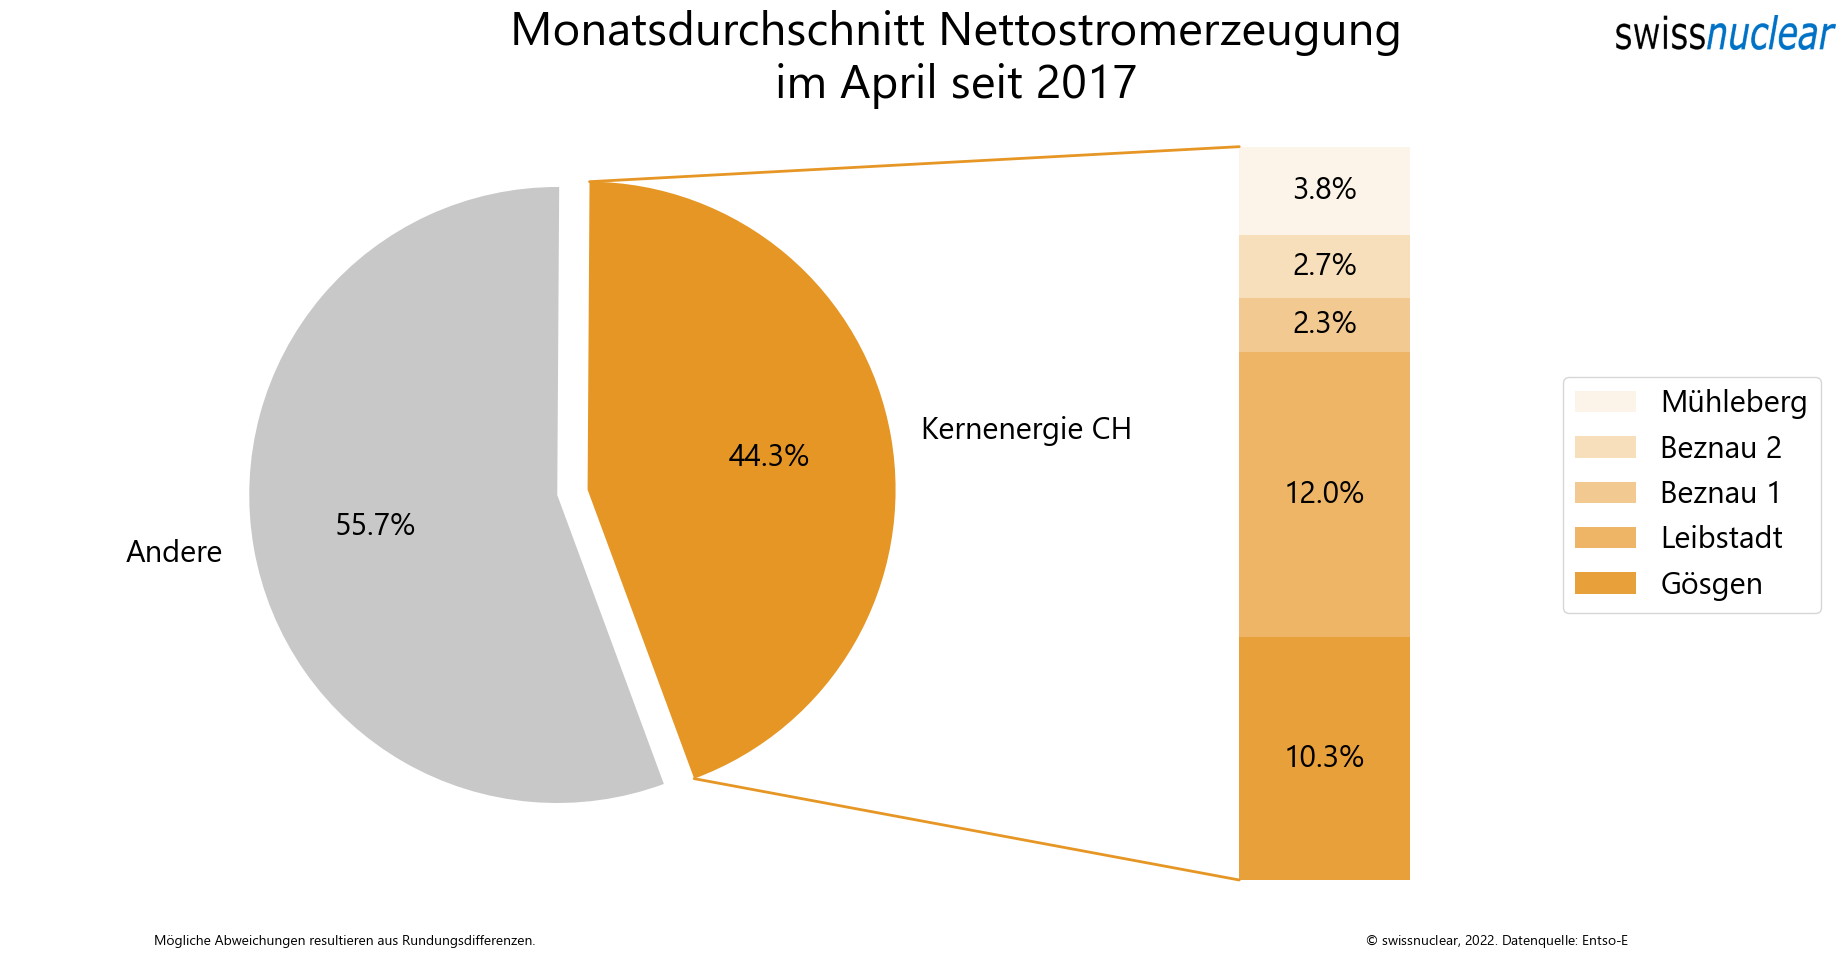 Monatsdurchschnitt Nettostromerzeugung
im April seit 2017
swissnuclear
Andere
55.7%
44.3%
Kernenergie CH
3.8%
2.7%
2.3%
12.0%
10.3%
Mühleberg
Beznau 2
Beznau 1
Leibstadt
Gösgen
Mögliche Abweichungen resultieren aus Rundungsdifferenzen.
© swissnuclear, 2022. Datenquelle: Entso-E